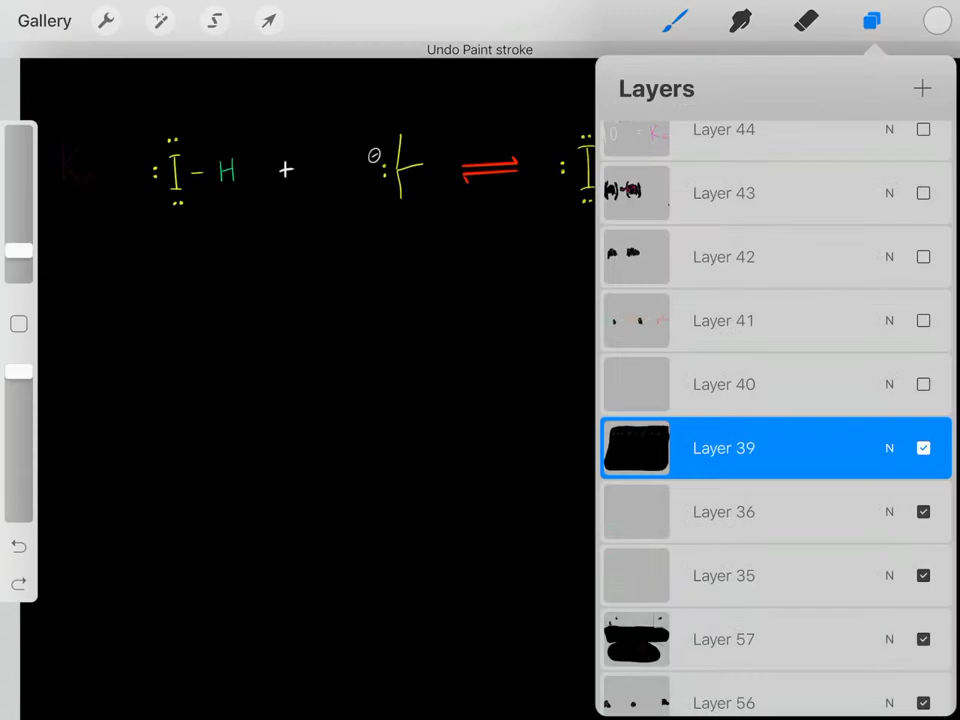 Gallery
Undo Paint stroke
Layers
Layer 44 N
Layer 43 N
Layer 42 N
Layer 41 N
Layer 40 N
Layer 39 N
Layer 36 N
Layer 35 N
Layer 57 N
Layer 56 N
:I-H + ⊖: ⇌ :I